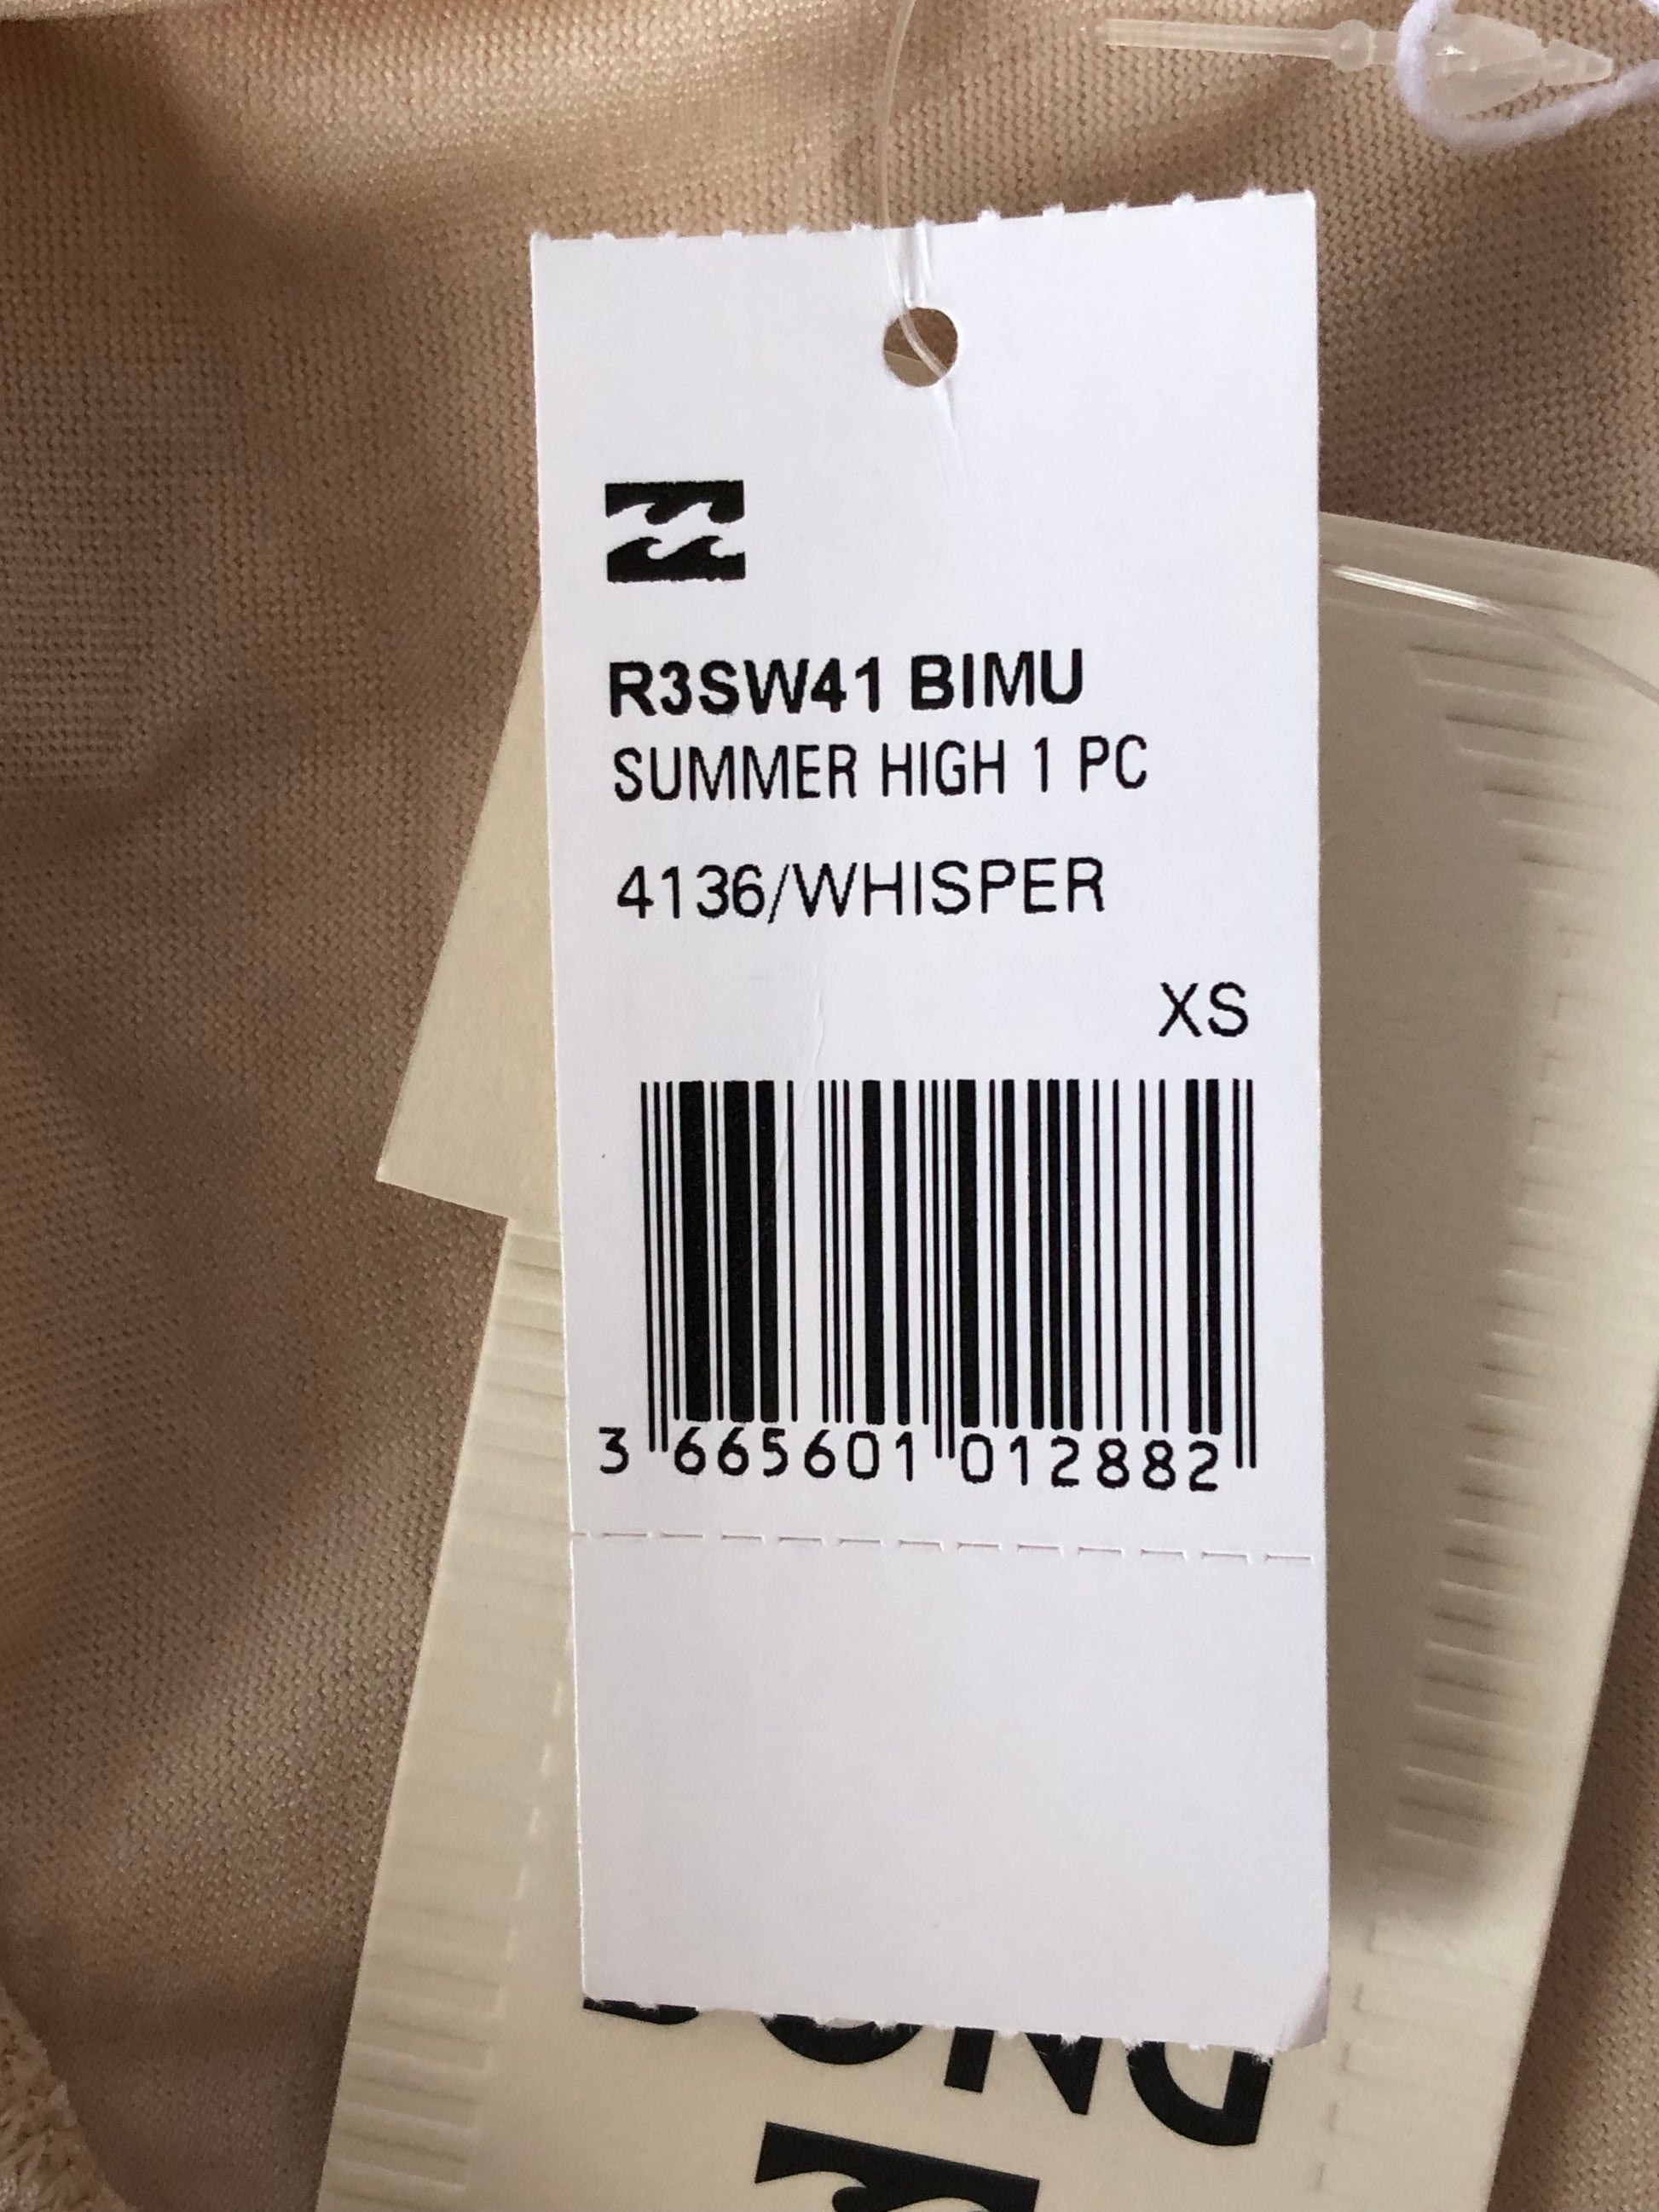 R3SW41 BIMU
SUMMER HIGH 1 PC
4136/WHISPER
XS
3 665601 012882